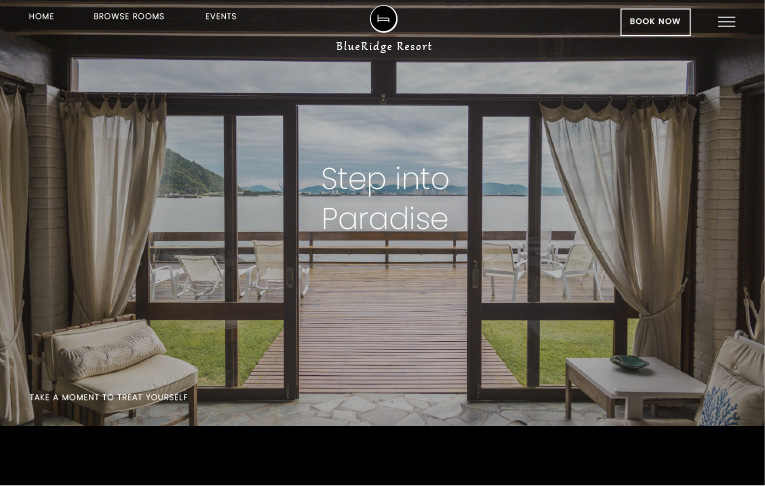 HOME
BROWSE ROOMS
EVENTS
BlueRidge Resort
BOOK NOW
Step into
Paradise
TAKE A MOMENT TO TREAT YOURSELF